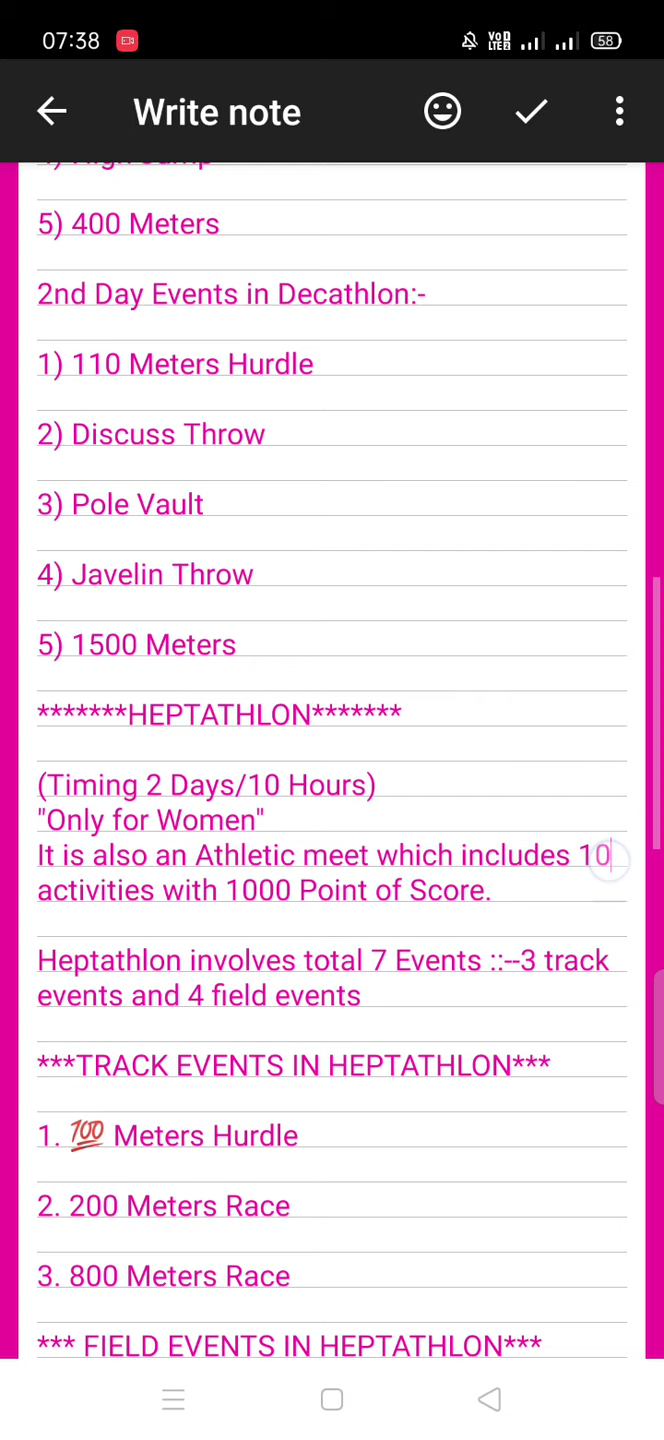 07:38
VoD
LTE2
58
Write note
5) 400 Meters
2nd Day Events in Decathlon:-
1) 110 Meters Hurdle
2) Discuss Throw
3) Pole Vault
4) Javelin Throw
5) 1500 Meters
*******HEPTATHLON*******
(Timing 2 Days/10 Hours)
"Only for Women"
It is also an Athletic meet which includes 10
activities with 1000 Point of Score.
Heptathlon involves total 7 Events ::--3 track
events and 4 field events
***TRACK EVENTS IN HEPTATHLON***
1. 💯 Meters Hurdle
2. 200 Meters Race
3. 800 Meters Race
*** FIELD EVENTS IN HEPTATHLON***